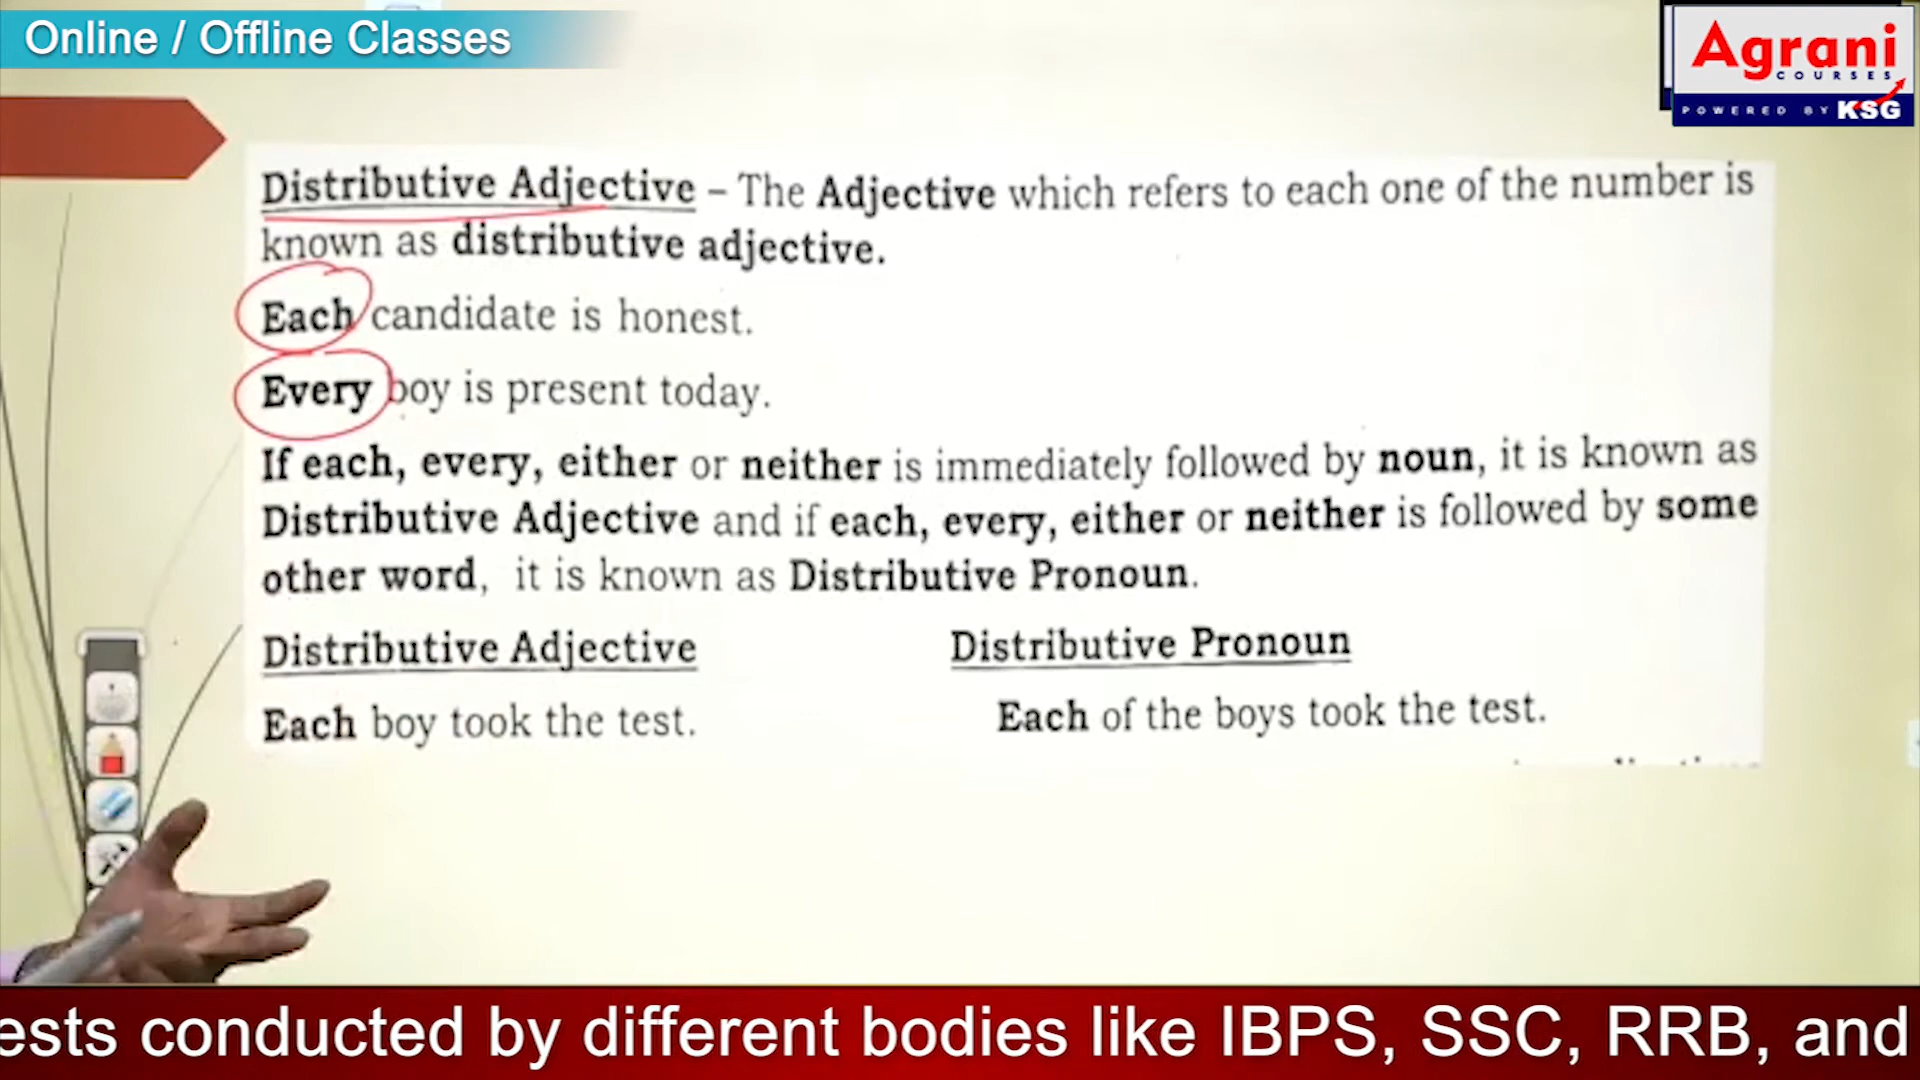 Online / Offline Classes
Agrani
COURSES
POWERED BY KSG
Distributive Adjective – The Adjective which refers to each one of the number is
known as distributive adjective.
Each candidate is honest.
Every boy is present today.
If each, every, either or neither is immediately followed by noun, it is known as
Distributive Adjective and if each, every, either or neither is followed by some
other word, it is known as Distributive Pronoun.
Distributive Adjective Distributive Pronoun
Each boy took the test. Each of the boys took the test.
ests conducted by different bodies like IBPS, SSC, RRB, and